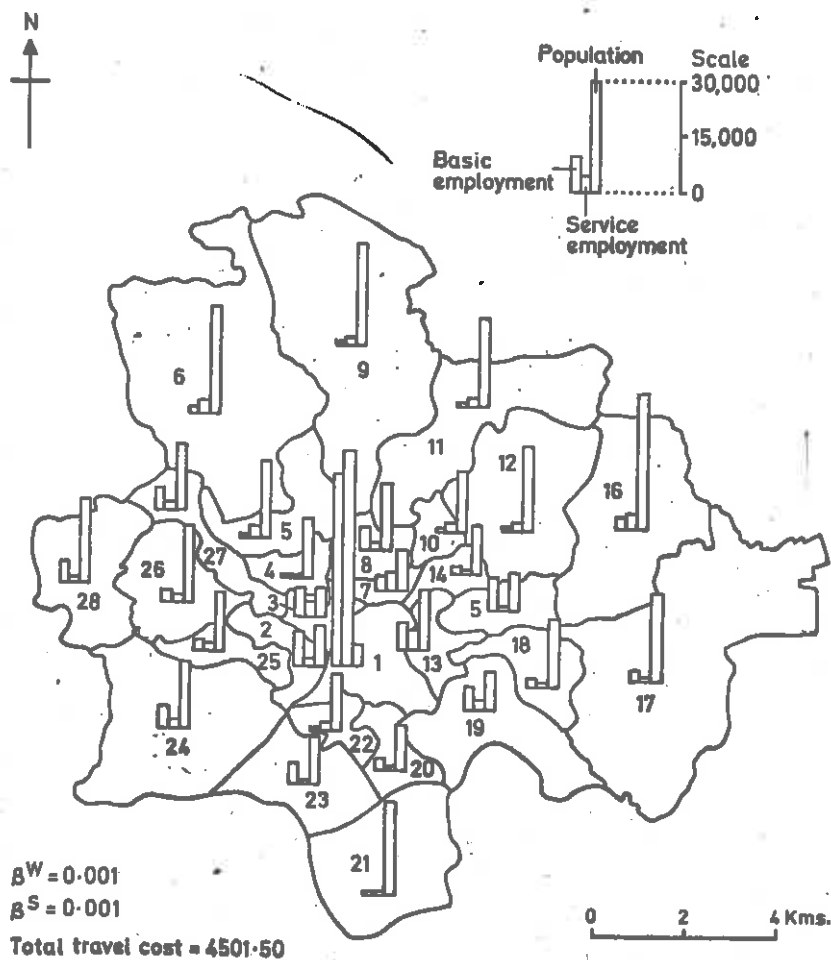 N
Population
Scale
30,000
15,000
0
Basic
employment
Service
employment
6
9
11
12
16
5
10
8
4
7
14
26
27
28
3
5
2
25
1
13
18
17
19
24
22
20
23
21
βW = 0·001
βS = 0·001
Total travel cost = 4501·50
0 2 4 Kms.